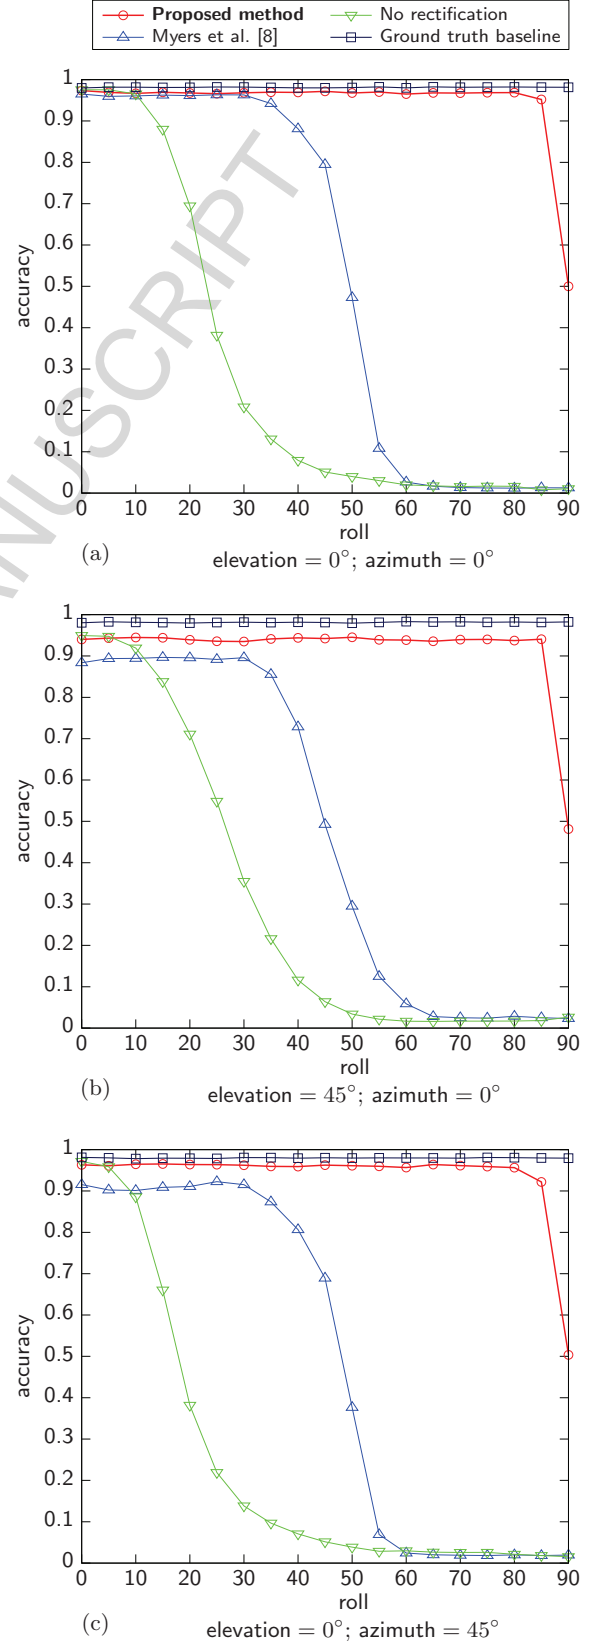 Proposed method
No rectification
Myers et al. [8]
Ground truth baseline
1
0.9
0.8
0.7
0.6
0.5
0.4
0.3
0.2
0.1
0
accuracy
0 10 20 30 40 50 60 70 80 90
roll
(a)
elevation = 0°; azimuth = 0°
1
0.9
0.8
0.7
0.6
0.5
0.4
0.3
0.2
0.1
0
accuracy
0 10 20 30 40 50 60 70 80 90
roll
(b)
elevation = 45°; azimuth = 0°
1
0.9
0.8
0.7
0.6
0.5
0.4
0.3
0.2
0.1
0
accuracy
0 10 20 30 40 50 60 70 80 90
roll
(c)
elevation = 0°; azimuth = 45°
ANUSCRIPT